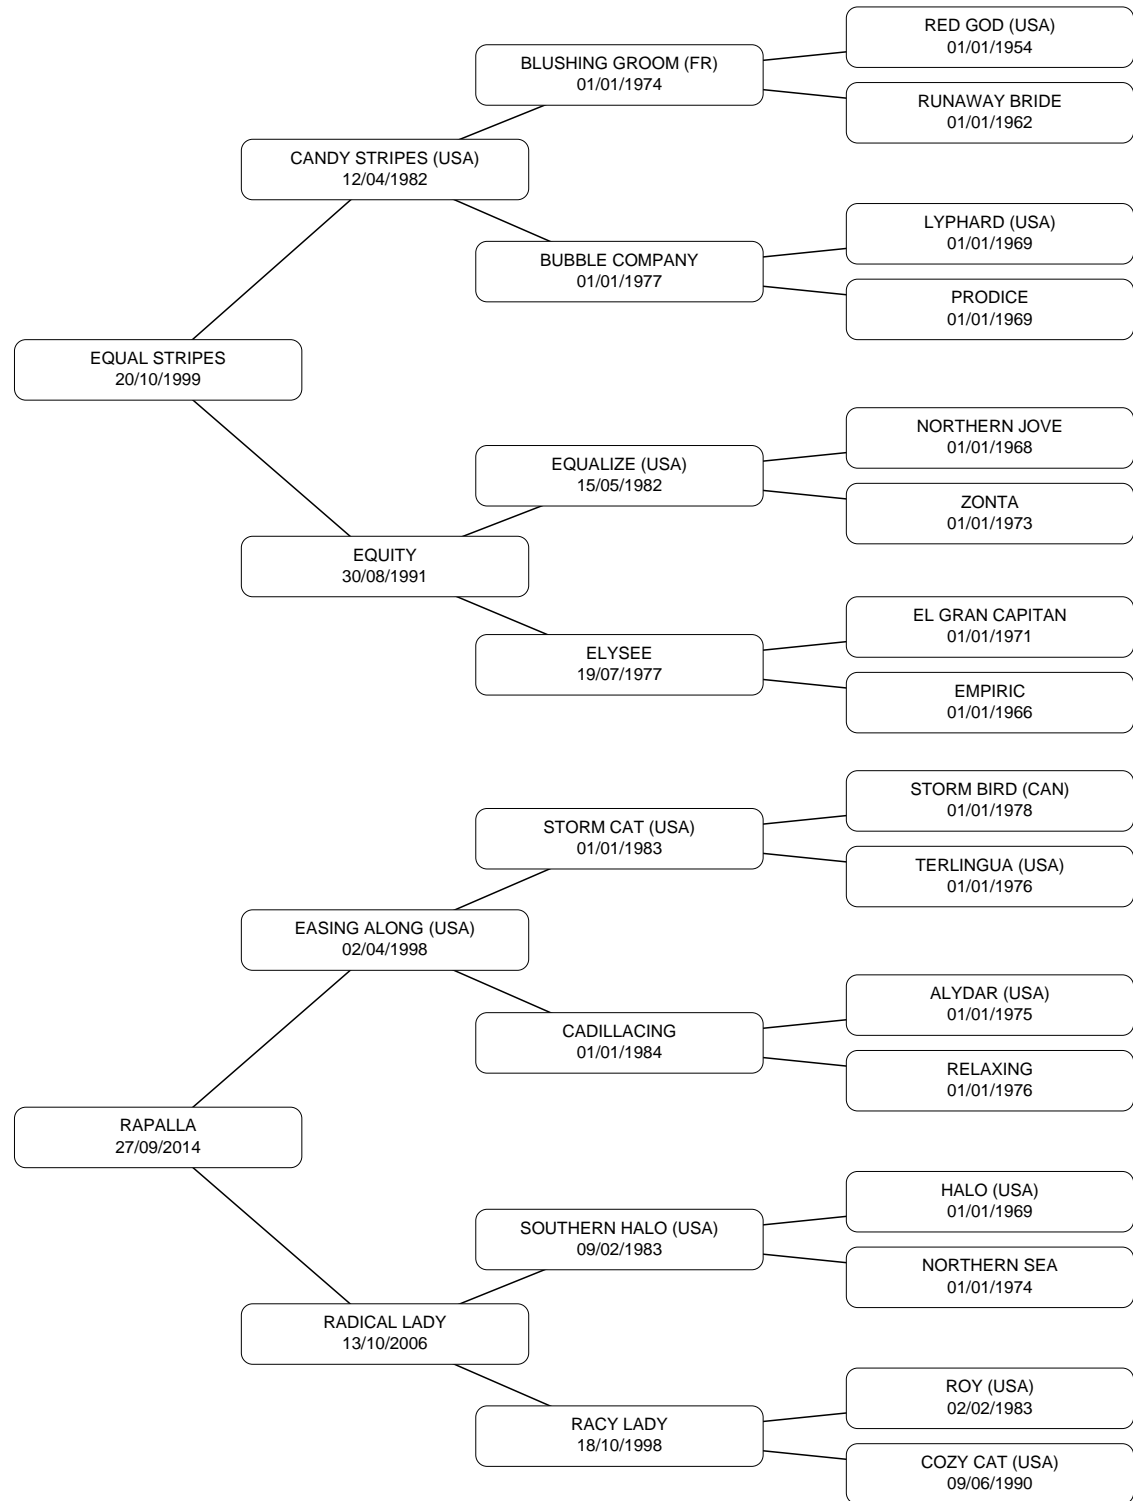 RED GOD (USA)
01/01/1954
BLUSHING GROOM (FR)
01/01/1974
RUNAWAY BRIDE
01/01/1962
CANDY STRIPES (USA)
12/04/1982
LYPHARD (USA)
01/01/1969
BUBBLE COMPANY
01/01/1977
PRODICE
01/01/1969
EQUAL STRIPES
20/10/1999
NORTHERN JOVE
01/01/1968
EQUALIZE (USA)
15/05/1982
ZONTA
01/01/1973
EQUITY
30/08/1991
EL GRAN CAPITAN
01/01/1971
ELYSEE
19/07/1977
EMPIRIC
01/01/1966
STORM BIRD (CAN)
01/01/1978
STORM CAT (USA)
01/01/1983
TERLINGUA (USA)
01/01/1976
EASING ALONG (USA)
02/04/1998
ALYDAR (USA)
01/01/1975
CADILLACING
01/01/1984
RELAXING
01/01/1976
RAPALLA
27/09/2014
HALO (USA)
01/01/1969
SOUTHERN HALO (USA)
09/02/1983
NORTHERN SEA
01/01/1974
RADICAL LADY
13/10/2006
ROY (USA)
02/02/1983
RACY LADY
18/10/1998
COZY CAT (USA)
09/06/1990